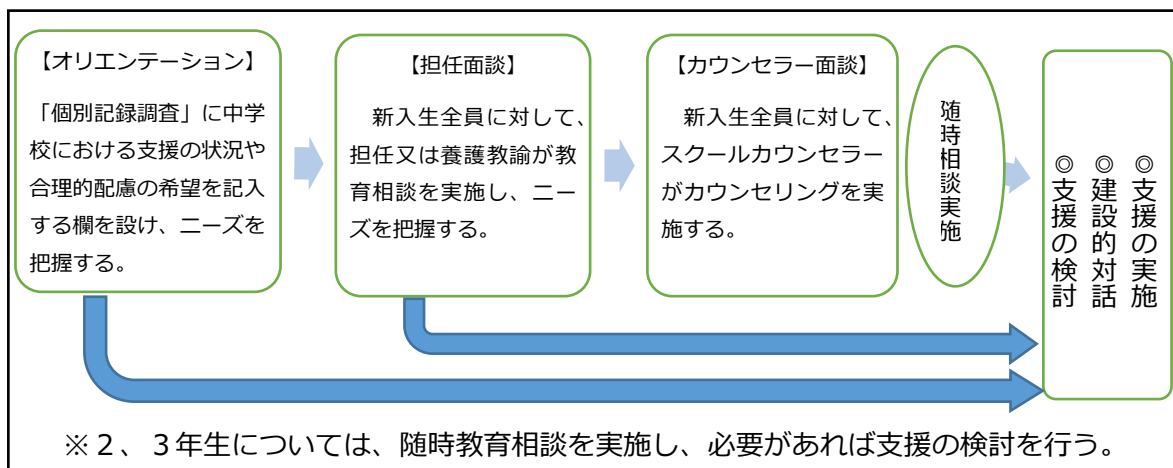 【オリエンテーション】
「個別記録調査」に中学
校における支援の状況や
合理的配慮の希望を記入
する欄を設け、ニーズを
把握する。
【担任面談】
新入生全員に対して、
担任又は養護教諭が教
育相談を実施し、ニー
ズを把握する。
【カウンセラー面談】
新入生全員に対して、
スクールカウンセラー
がカウンセリングを実
施する。
随時相談実施
◎支援の実施
◎建設的対話
◎支援の検討
※２、３年生については、随時教育相談を実施し、必要があれば支援の検討を行う。